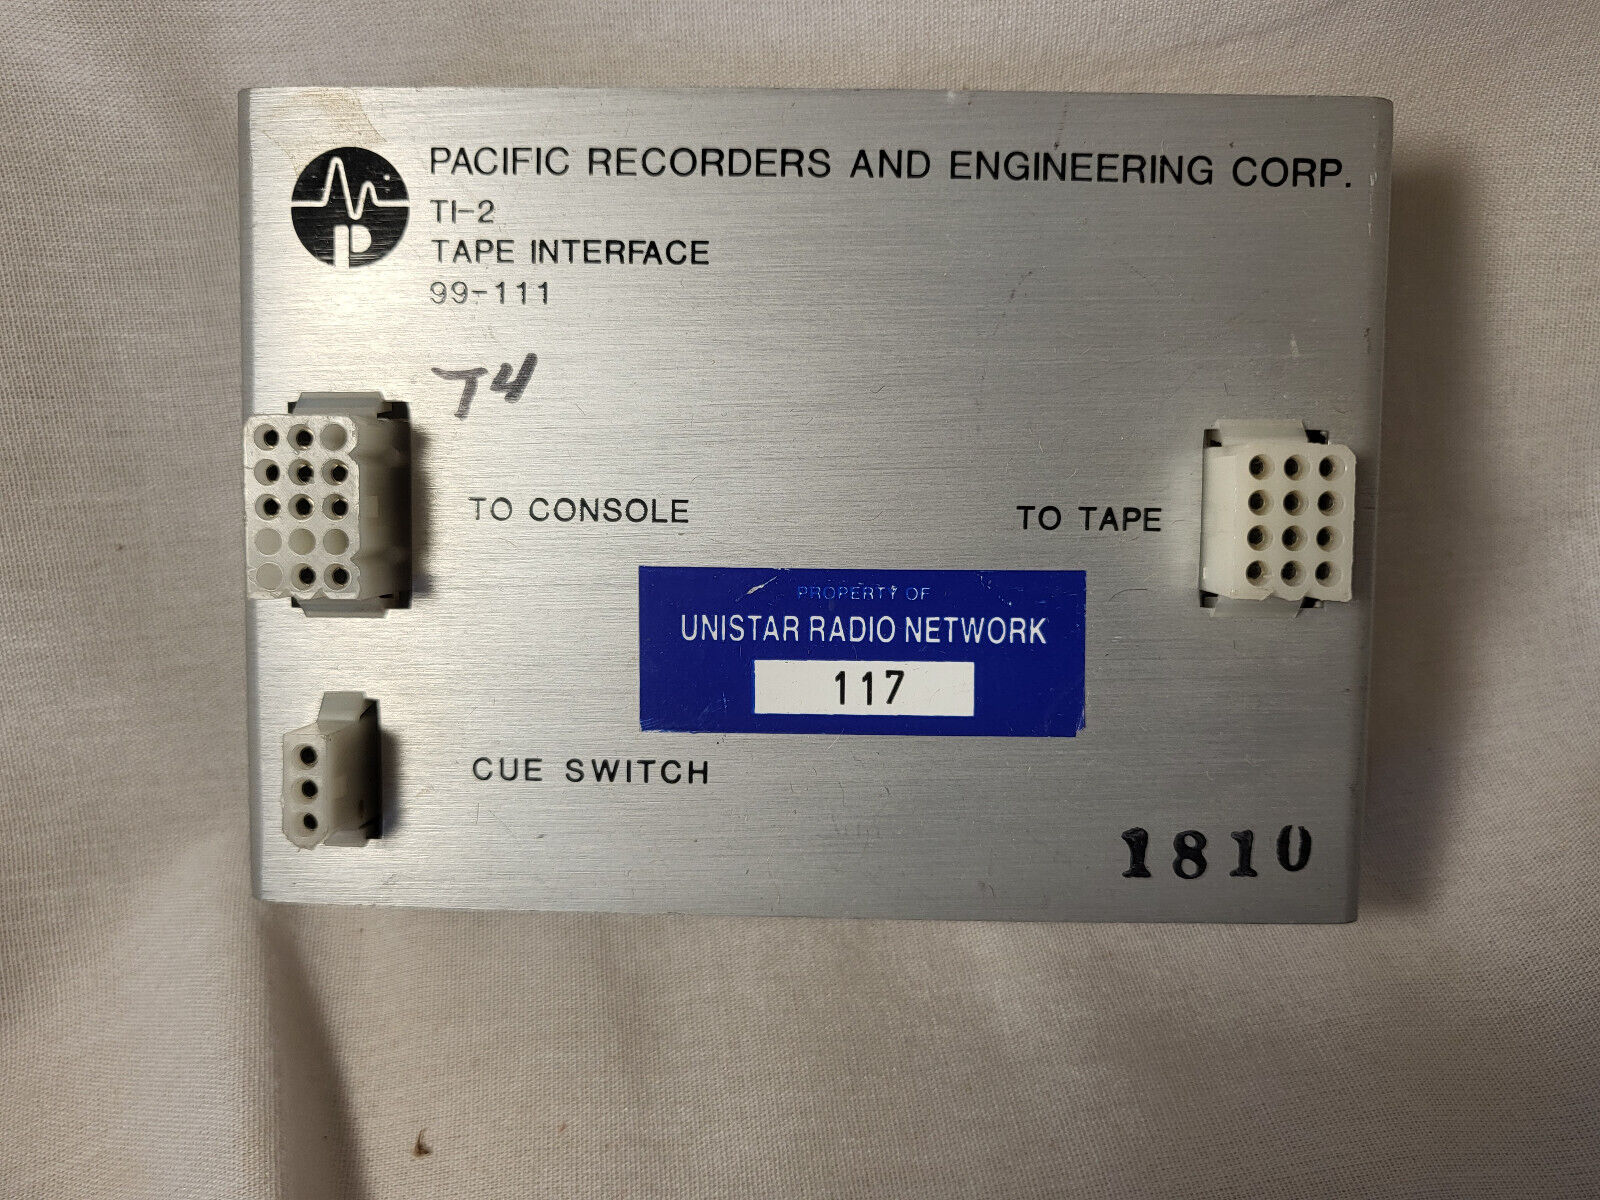 PACIFIC RECORDERS AND ENGINEERING CORP.
TI-2
TAPE INTERFACE
99-111
T4
TO CONSOLE
TO TAPE
PROPERTY OF
UNISTAR RADIO NETWORK
117
CUE SWITCH
1810